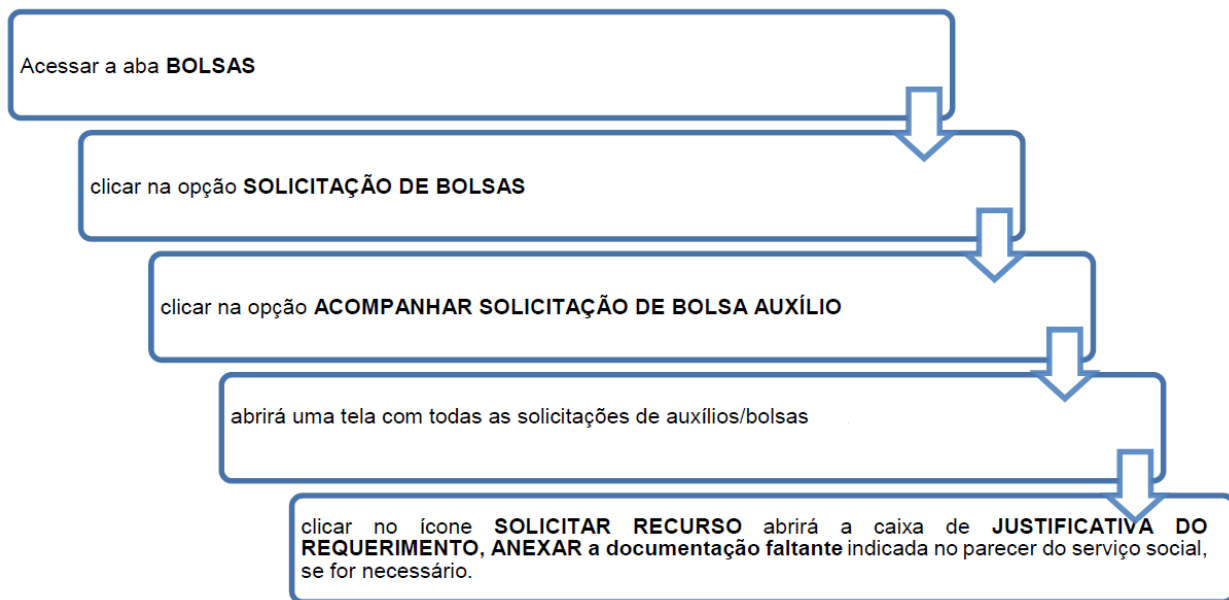 Acessar a aba BOLSAS
clicar na opção SOLICITAÇÃO DE BOLSAS
clicar na opção ACOMPANHAR SOLICITAÇÃO DE BOLSA AUXÍLIO
abrirá uma tela com todas as solicitações de auxílios/bolsas
clicar no ícone SOLICITAR RECURSO abrirá a caixa de JUSTIFICATIVA DO
REQUERIMENTO, ANEXAR a documentação faltante indicada no parecer do serviço social,
se for necessário.